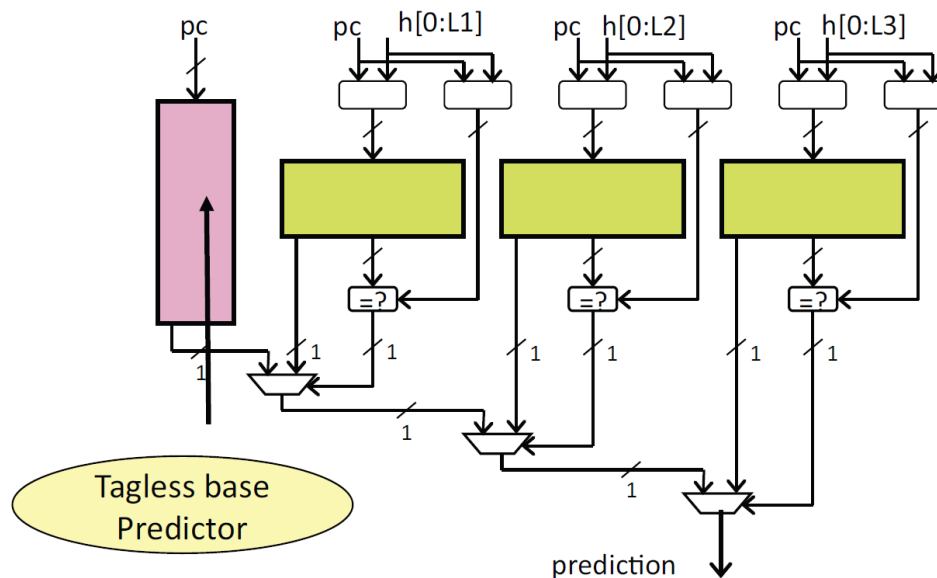 pc
pc h[0:L1]
pc h[0:L2]
pc h[0:L3]
=? =? =?
1 1 1 1 1 1 1
1
1
Tagless base
Predictor
prediction